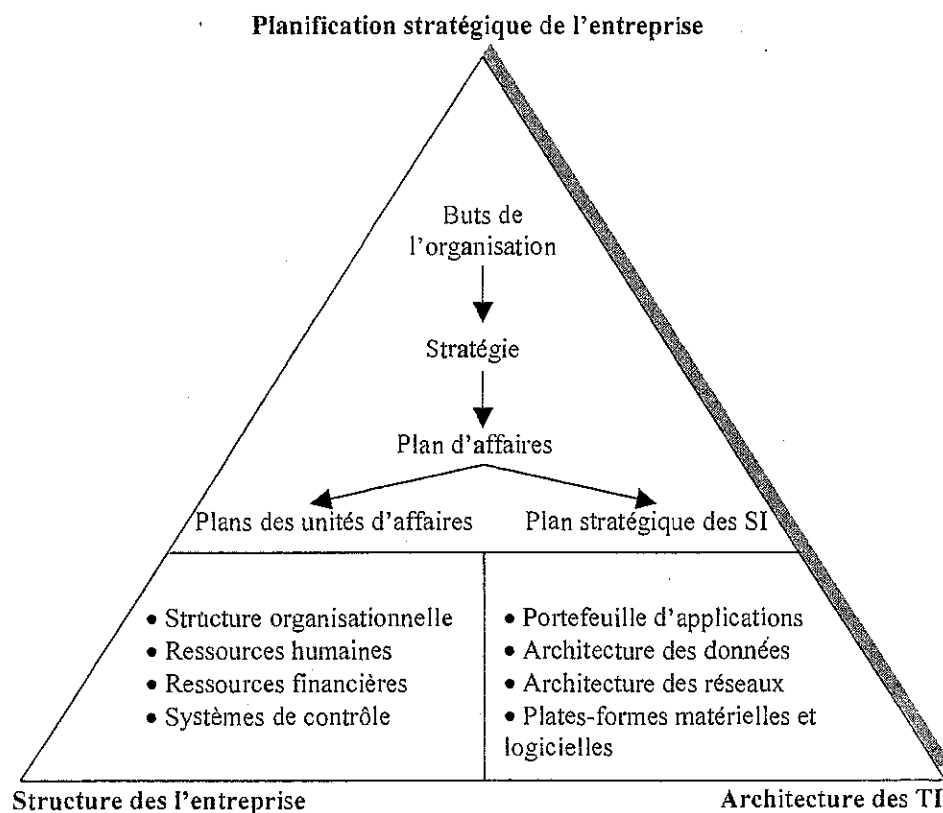 Planification stratégique de l'entreprise
Buts de
l'organisation
Stratégie
Plan d'affaires
Plans des unités d'affaires
Plan stratégique des SI
• Structure organisationnelle
• Ressources humaines
• Ressources financières
• Systèmes de contrôle
• Portefeuille d'applications
• Architecture des données
• Architecture des réseaux
• Plates-formes matérielles et
logicielles
Structure des l'entreprise
Architecture des TI